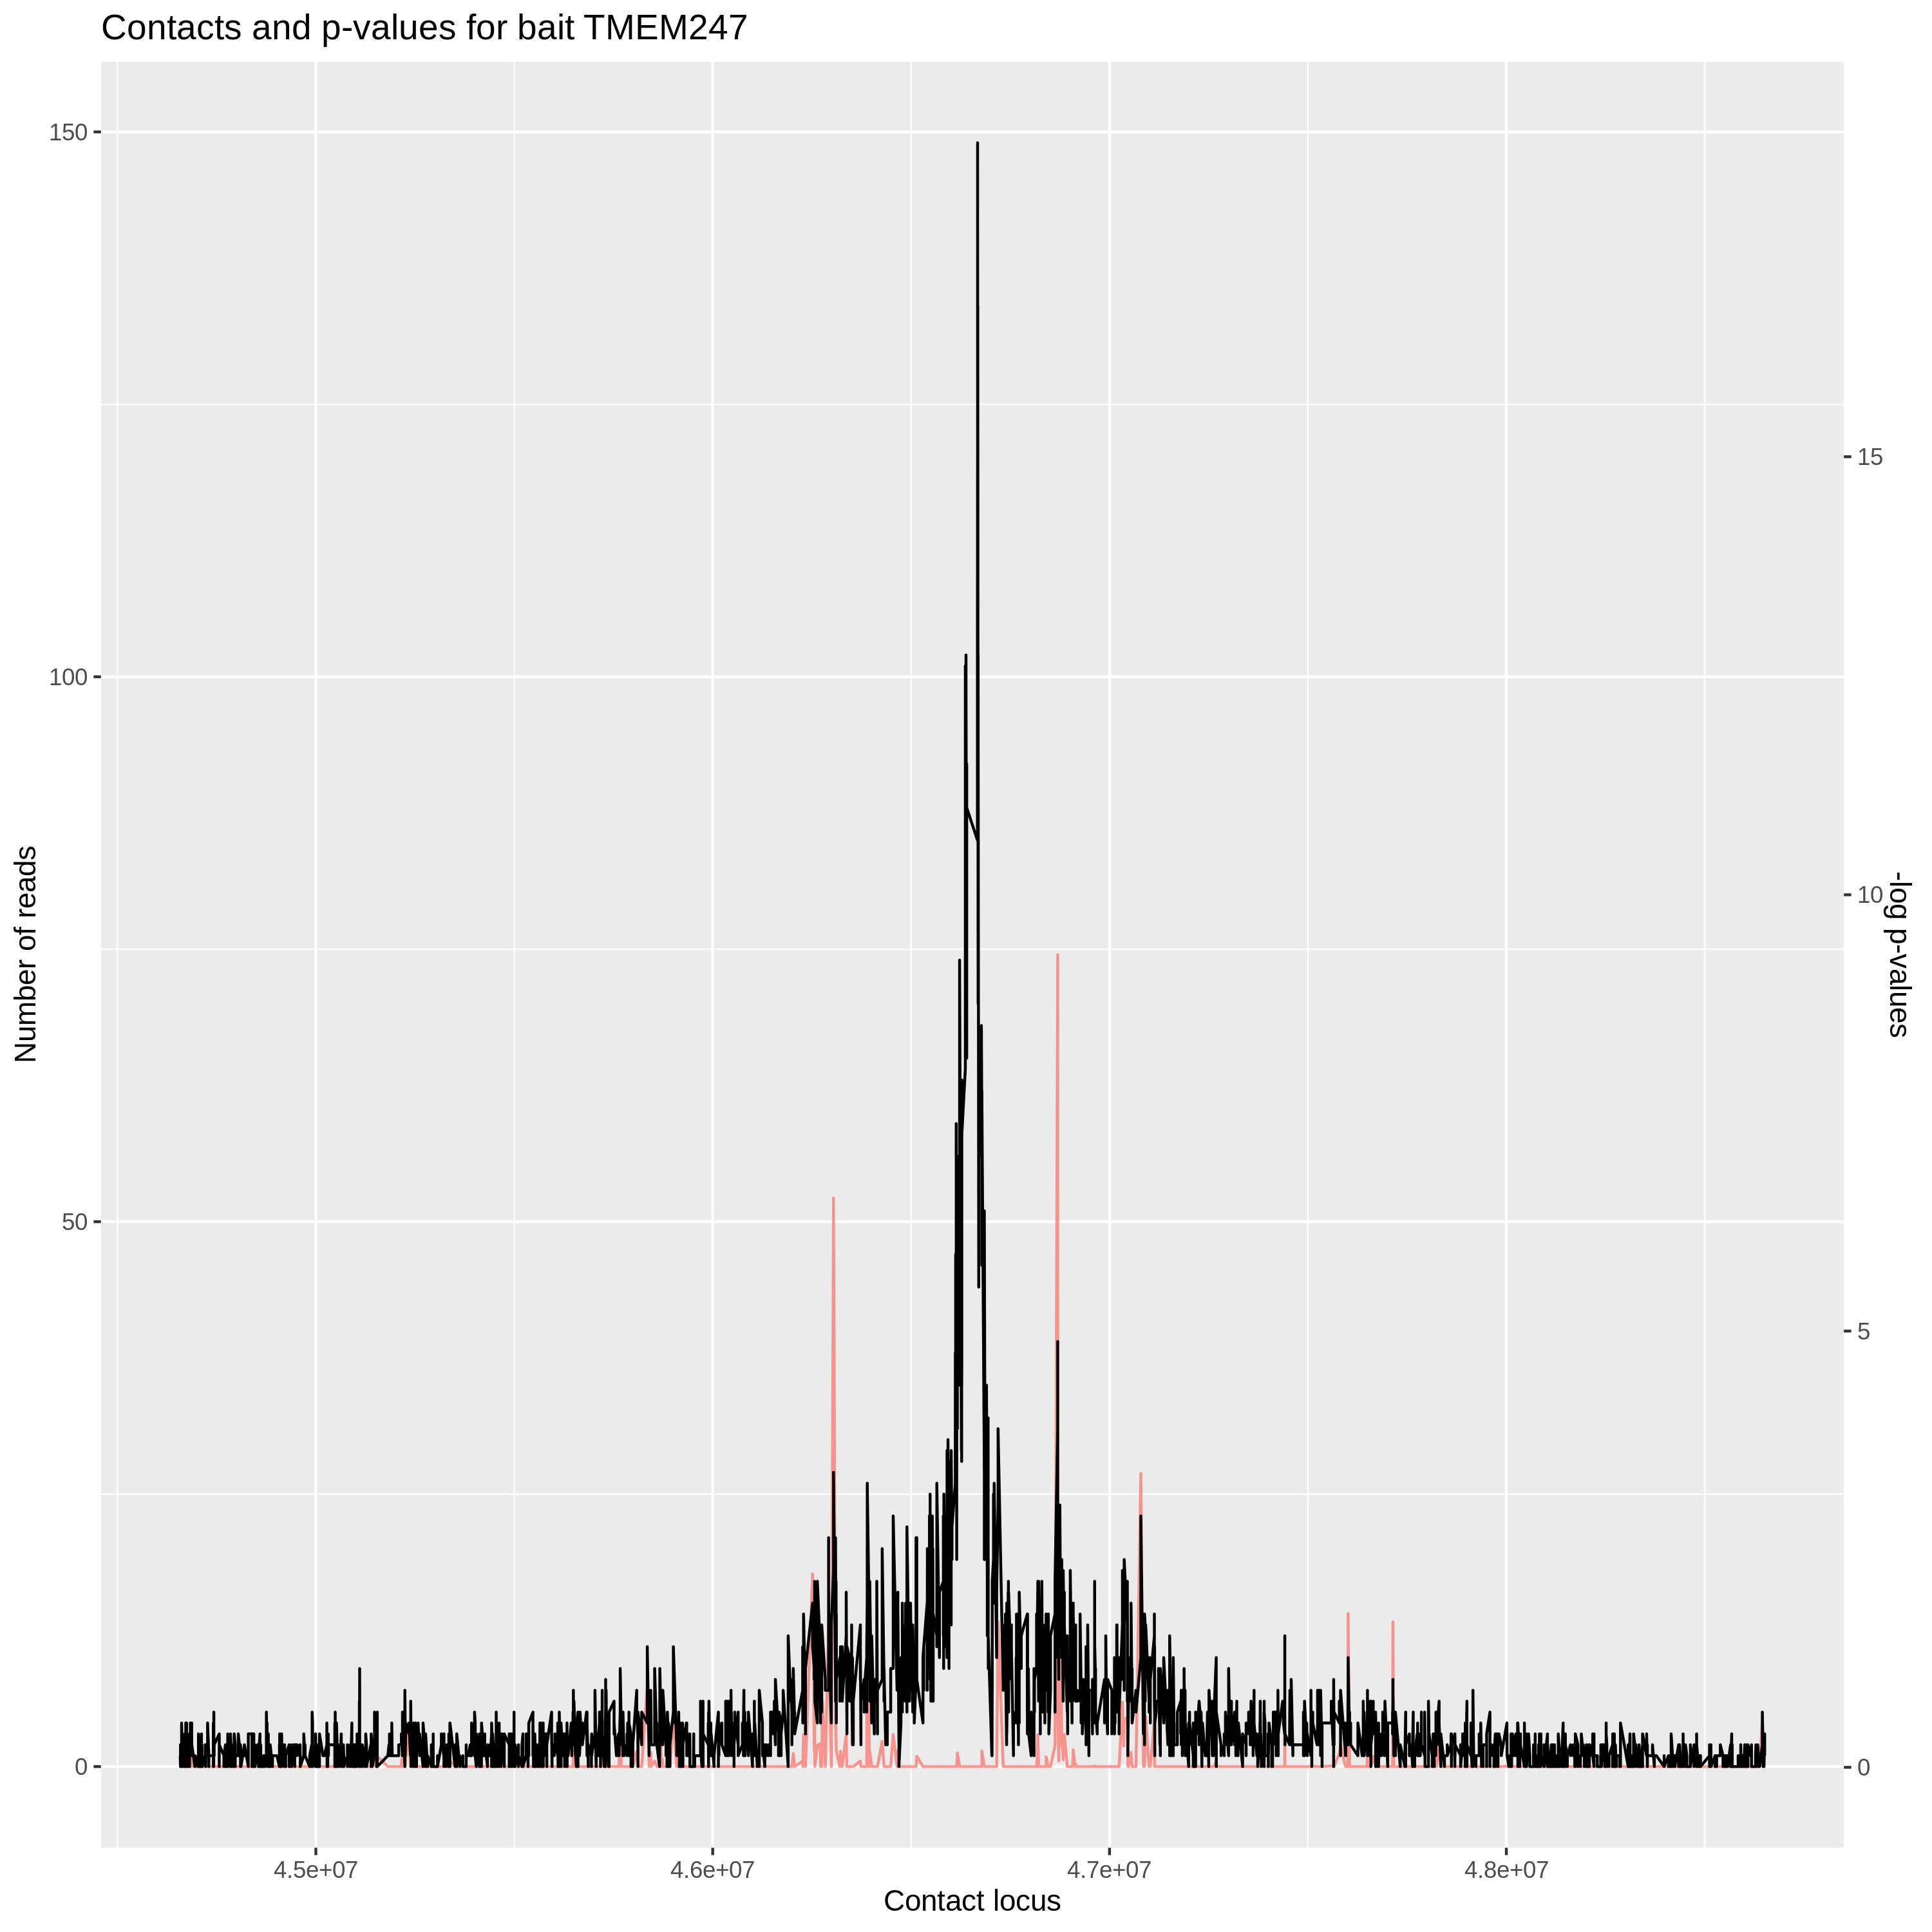 Contacts and p-values for bait TMEM247
150
100
50
0
Number of reads
15
10
5
0
-log p-values
4.5e+07
4.6e+07
4.7e+07
4.8e+07
Contact locus